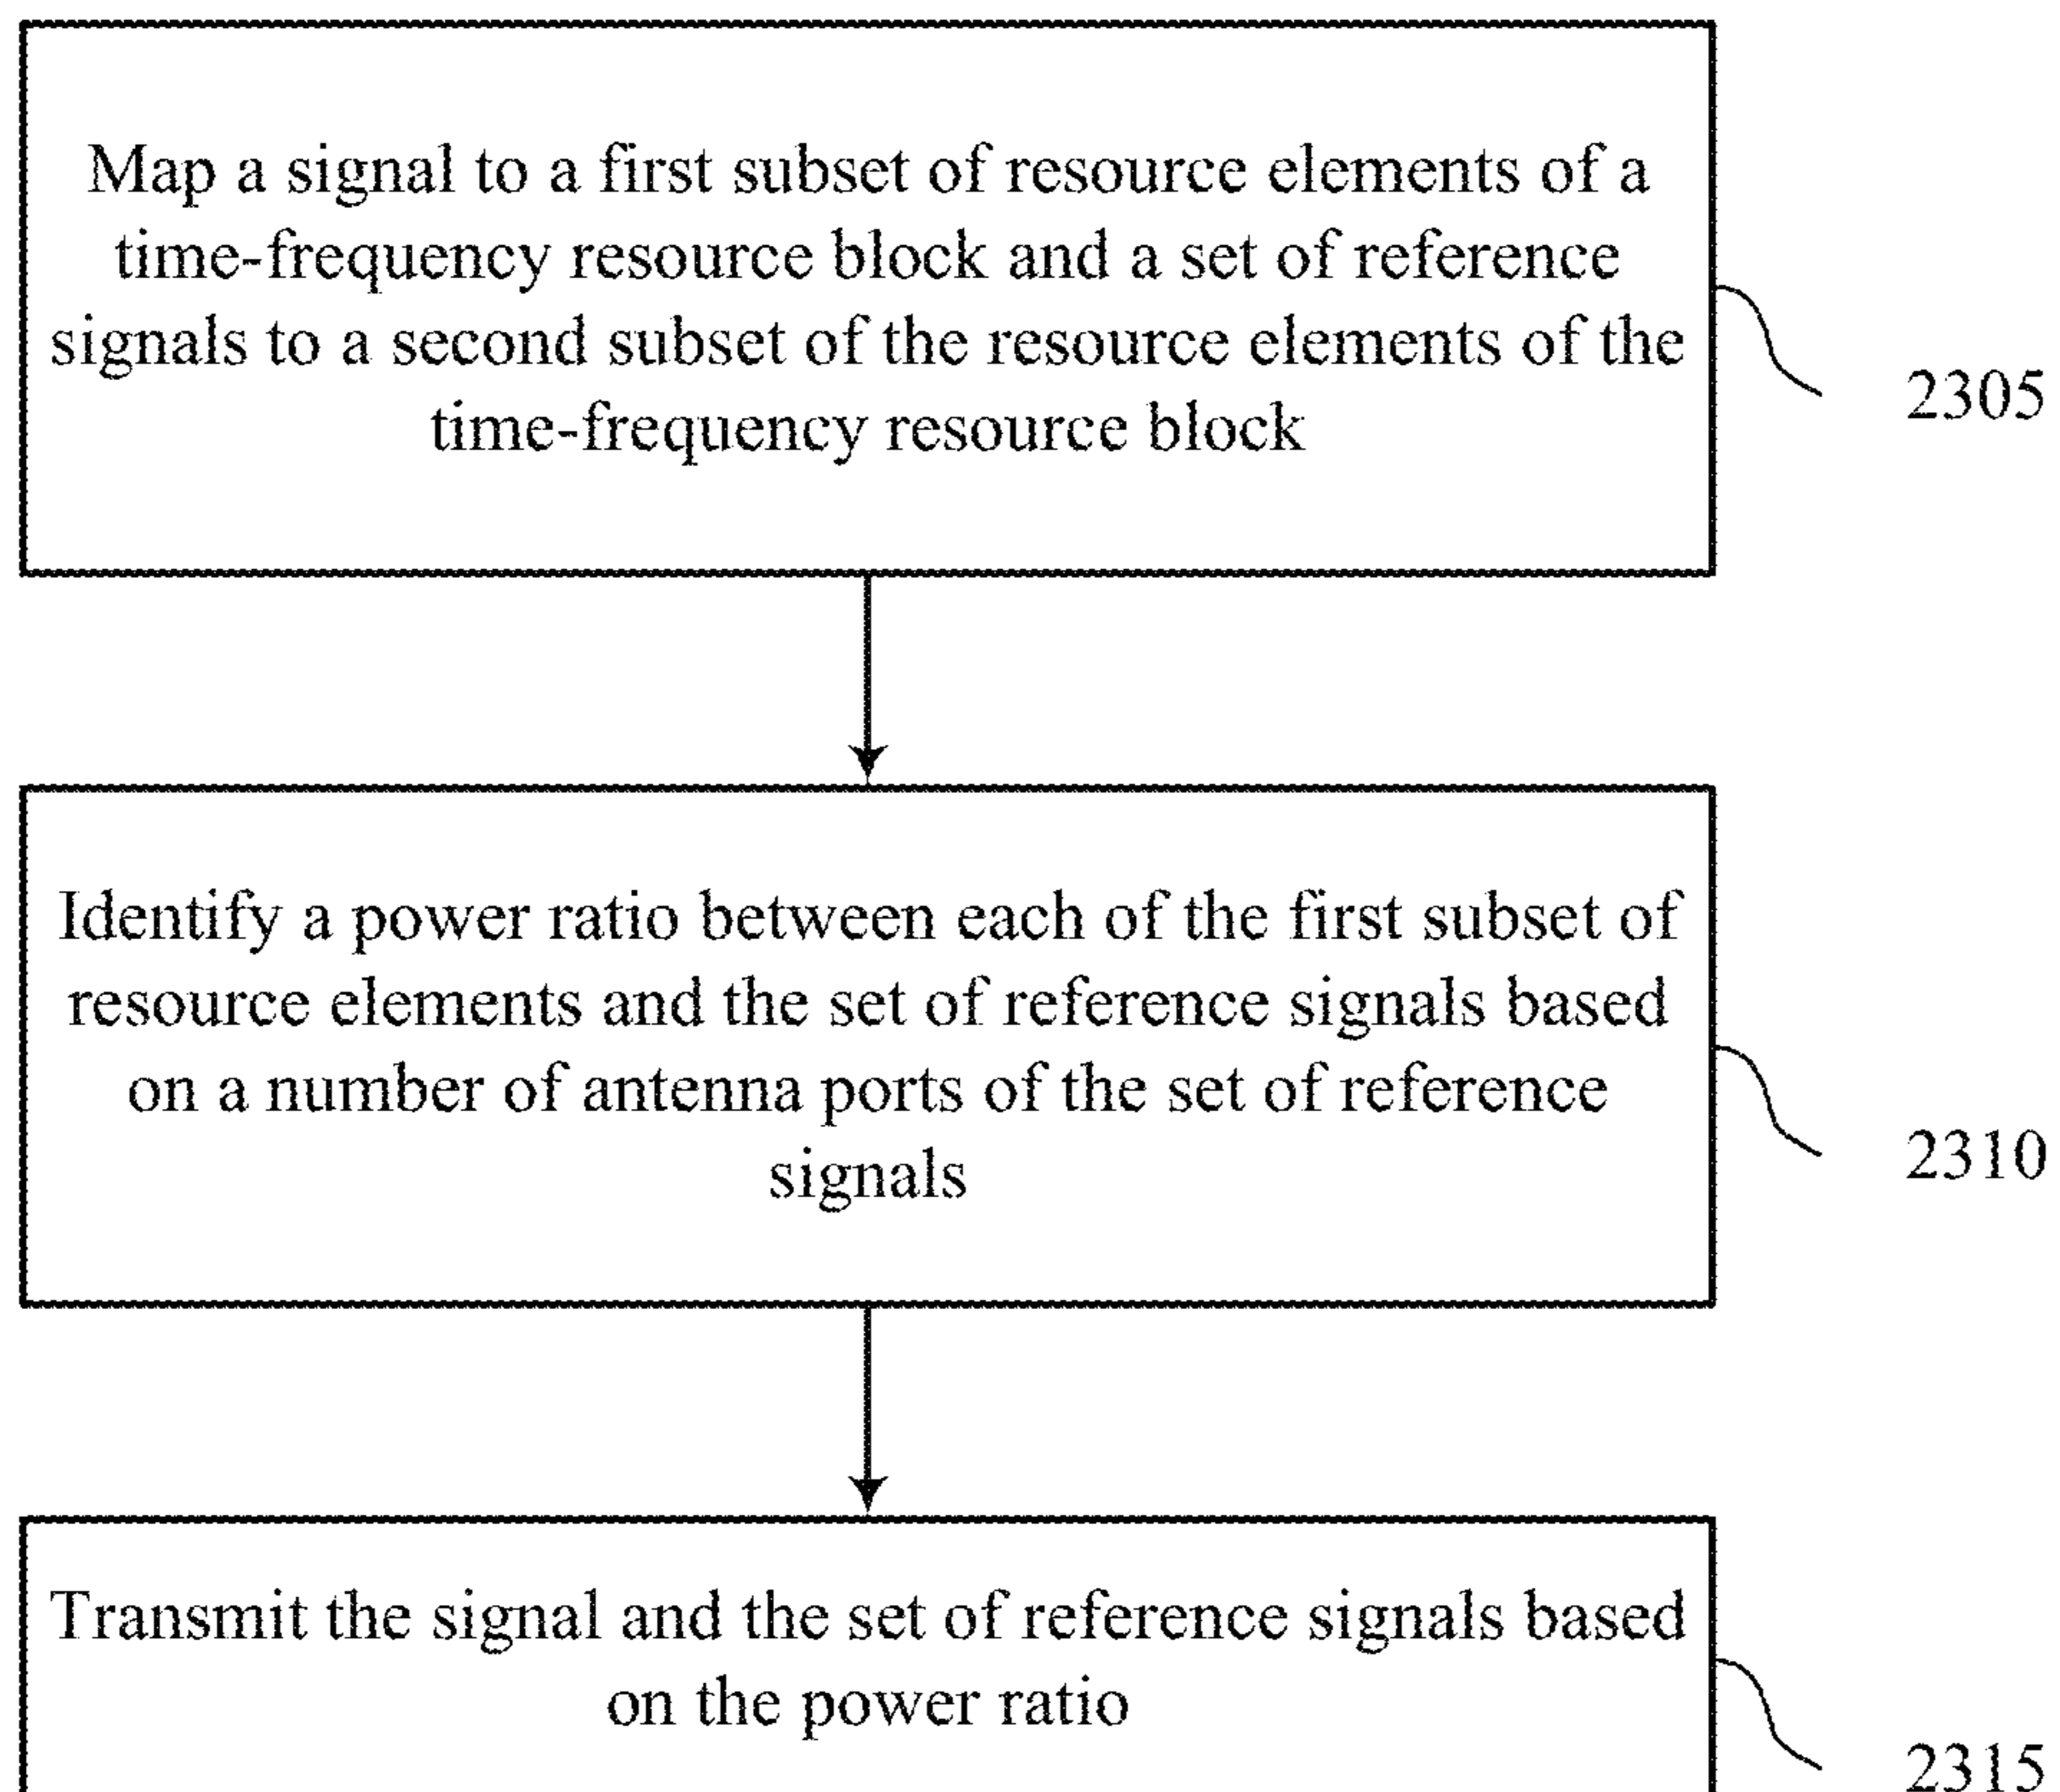 Map a signal to a first subset of resource elements of a
time-frequency resource block and a set of reference
signals to a second subset of the resource elements of the
time-frequency resource block
2305
Identify a power ratio between each of the first subset of
resource elements and the set of reference signals based
on a number of antenna ports of the set of reference
signals
2310
Transmit the signal and the set of reference signals based
on the power ratio
2315